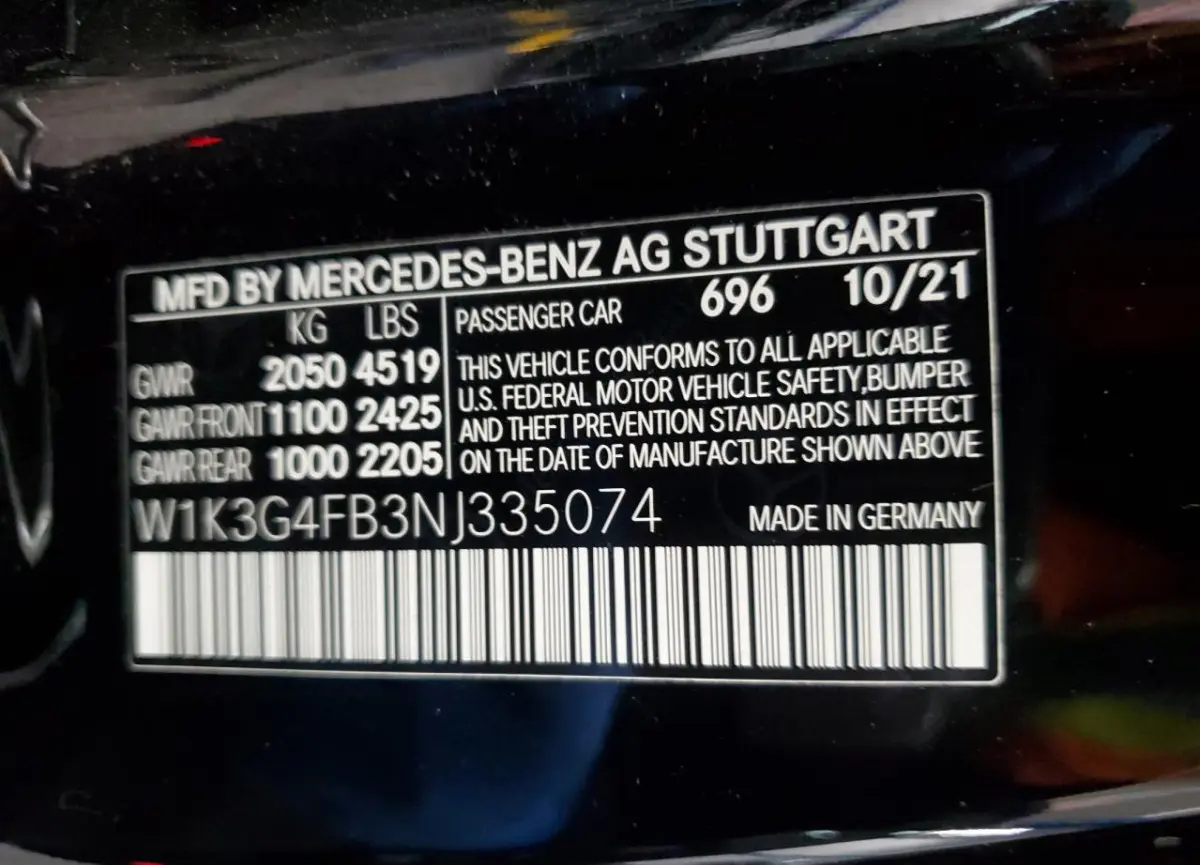 MFD BY MERCEDES-BENZ AG STUTTGART
KG LBS
GVWR 2050 4519
GAWR FRONT 1100 2425
GAWR REAR 1000 2205
PASSENGER CAR 696 10/21
THIS VEHICLE CONFORMS TO ALL APPLICABLE
U.S. FEDERAL MOTOR VEHICLE SAFETY,BUMPER
AND THEFT PREVENTION STANDARDS IN EFFECT
ON THE DATE OF MANUFACTURE SHOWN ABOVE
W1K3G4FB3NJ335074
MADE IN GERMANY